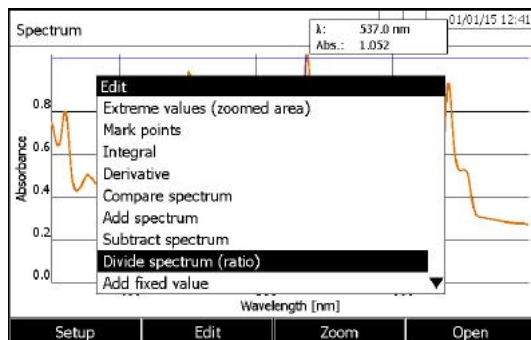 Spectrum
λ: 537.0 nm
Abs.: 1.052
01/01/15 12:41
Edit
Extreme values (zoomed area)
Mark points
Integral
Derivative
Compare spectrum
Add spectrum
Subtract spectrum
Divide spectrum (ratio)
Add fixed value
Absorbance
0.8
0.6
0.4
0.2
0.0
Wavelength [nm]
Setup Edit Zoom Open